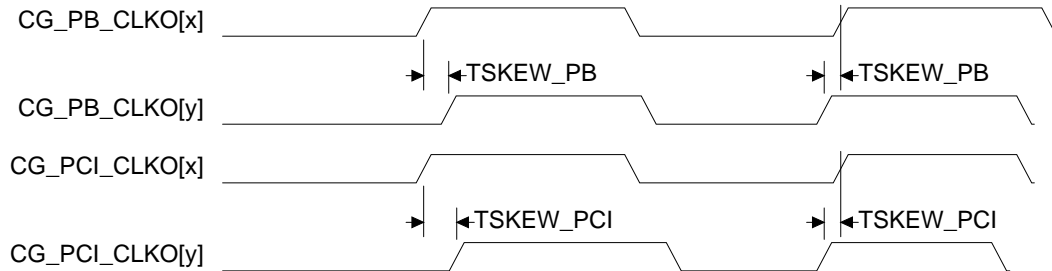 CG_PB_CLKO[x]
TSKEW_PB TSKEW_PB
CG_PB_CLKO[y]
CG_PCI_CLKO[x]
TSKEW_PCI TSKEW_PCI
CG_PCI_CLKO[y]